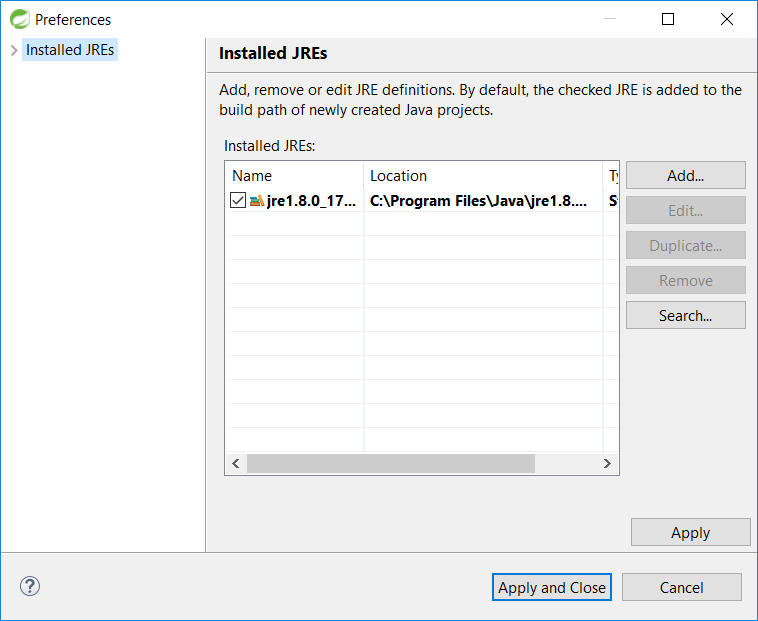 Preferences
Installed JREs
Installed JREs
Add, remove or edit JRE definitions. By default, the checked JRE is added to the
build path of newly created Java projects.
Installed JREs:
Name Location Ty
jre1.8.0_17... C:\Program Files\Java\jre1.8.... S
Add...
Edit...
Duplicate...
Remove
Search...
Apply
? Apply and Close Cancel